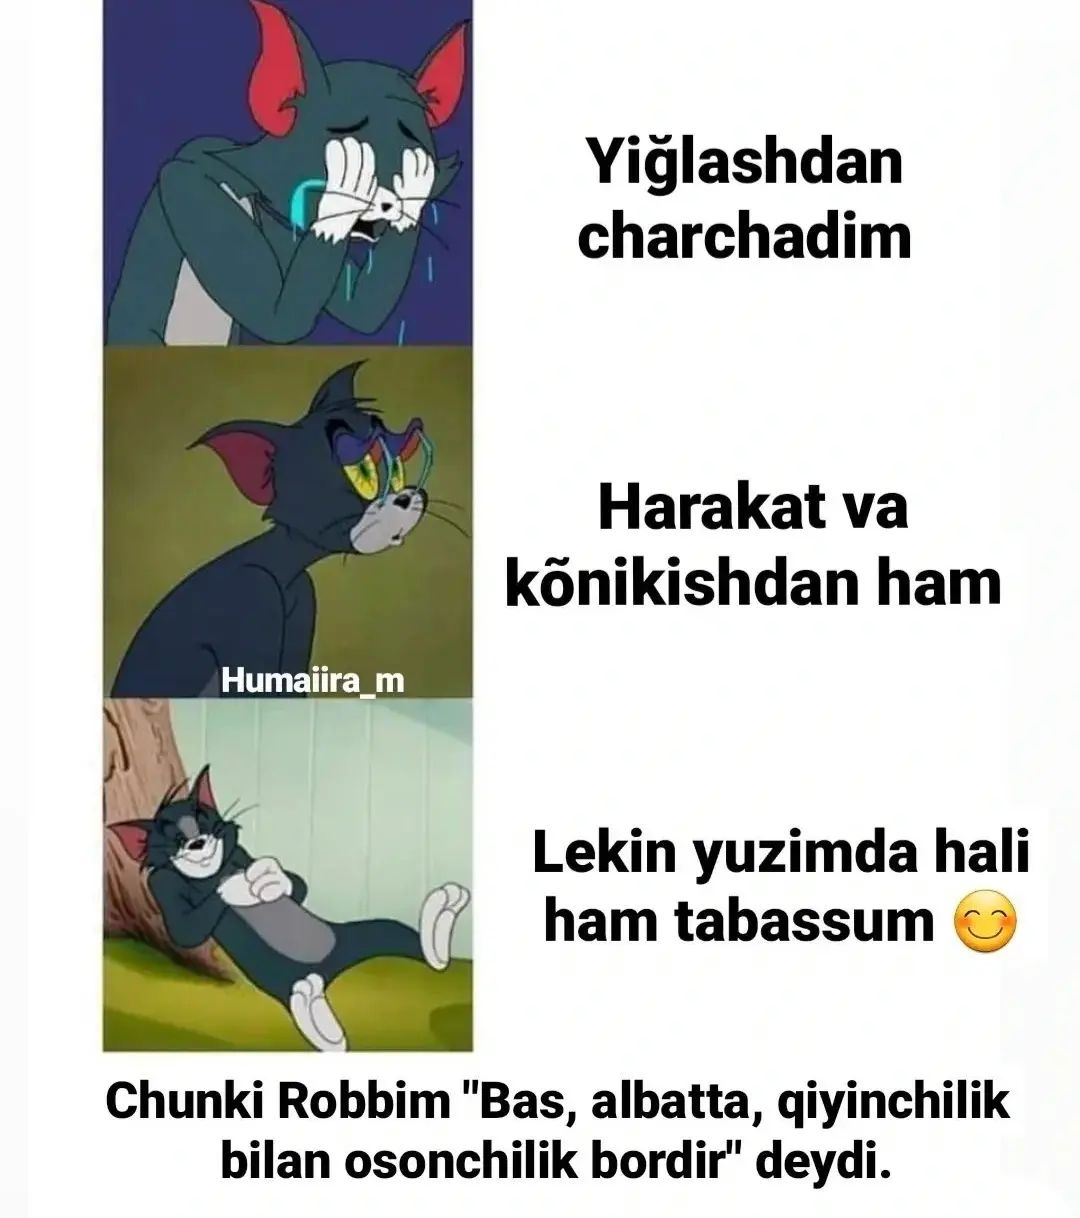 Yiğlashdan
charchadim
Harakat va
kõnikishdan ham
Humaiira_m
Lekin yuzimda hali
ham tabassum 😊
Chunki Robbim "Bas, albatta, qiyinchilik
bilan osonchilik bordir" deydi.